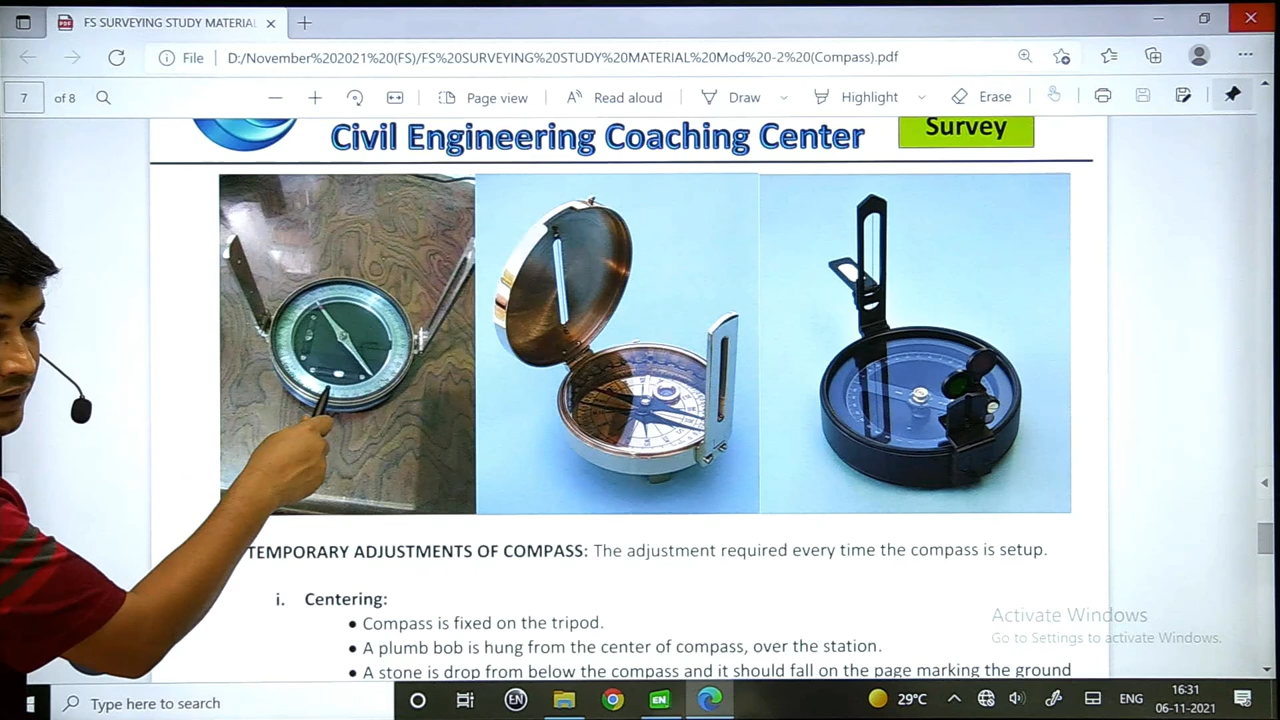 FS SURVEYING STUDY MATERIAL
File
D:/November%202021%20(FS)/FS%20SURVEYING%20STUDY%20MATERIAL%20Mod%20-2%20(Compass).pdf
7 of 8
Page view
Read aloud
Draw
Highlight
Erase
Civil Engineering Coaching Center
Survey
TEMPORARY ADJUSTMENTS OF COMPASS: The adjustment required every time the compass is setup.
i. Centering:
• Compass is fixed on the tripod.
• A plumb bob is hung from the center of compass, over the station.
• A stone is drop from below the compass and it should fall on the page marking the ground
Activate Windows
Go to Settings to activate Windows.
Type here to search
EN
EN
29°C
ENG
16:31
06-11-2021